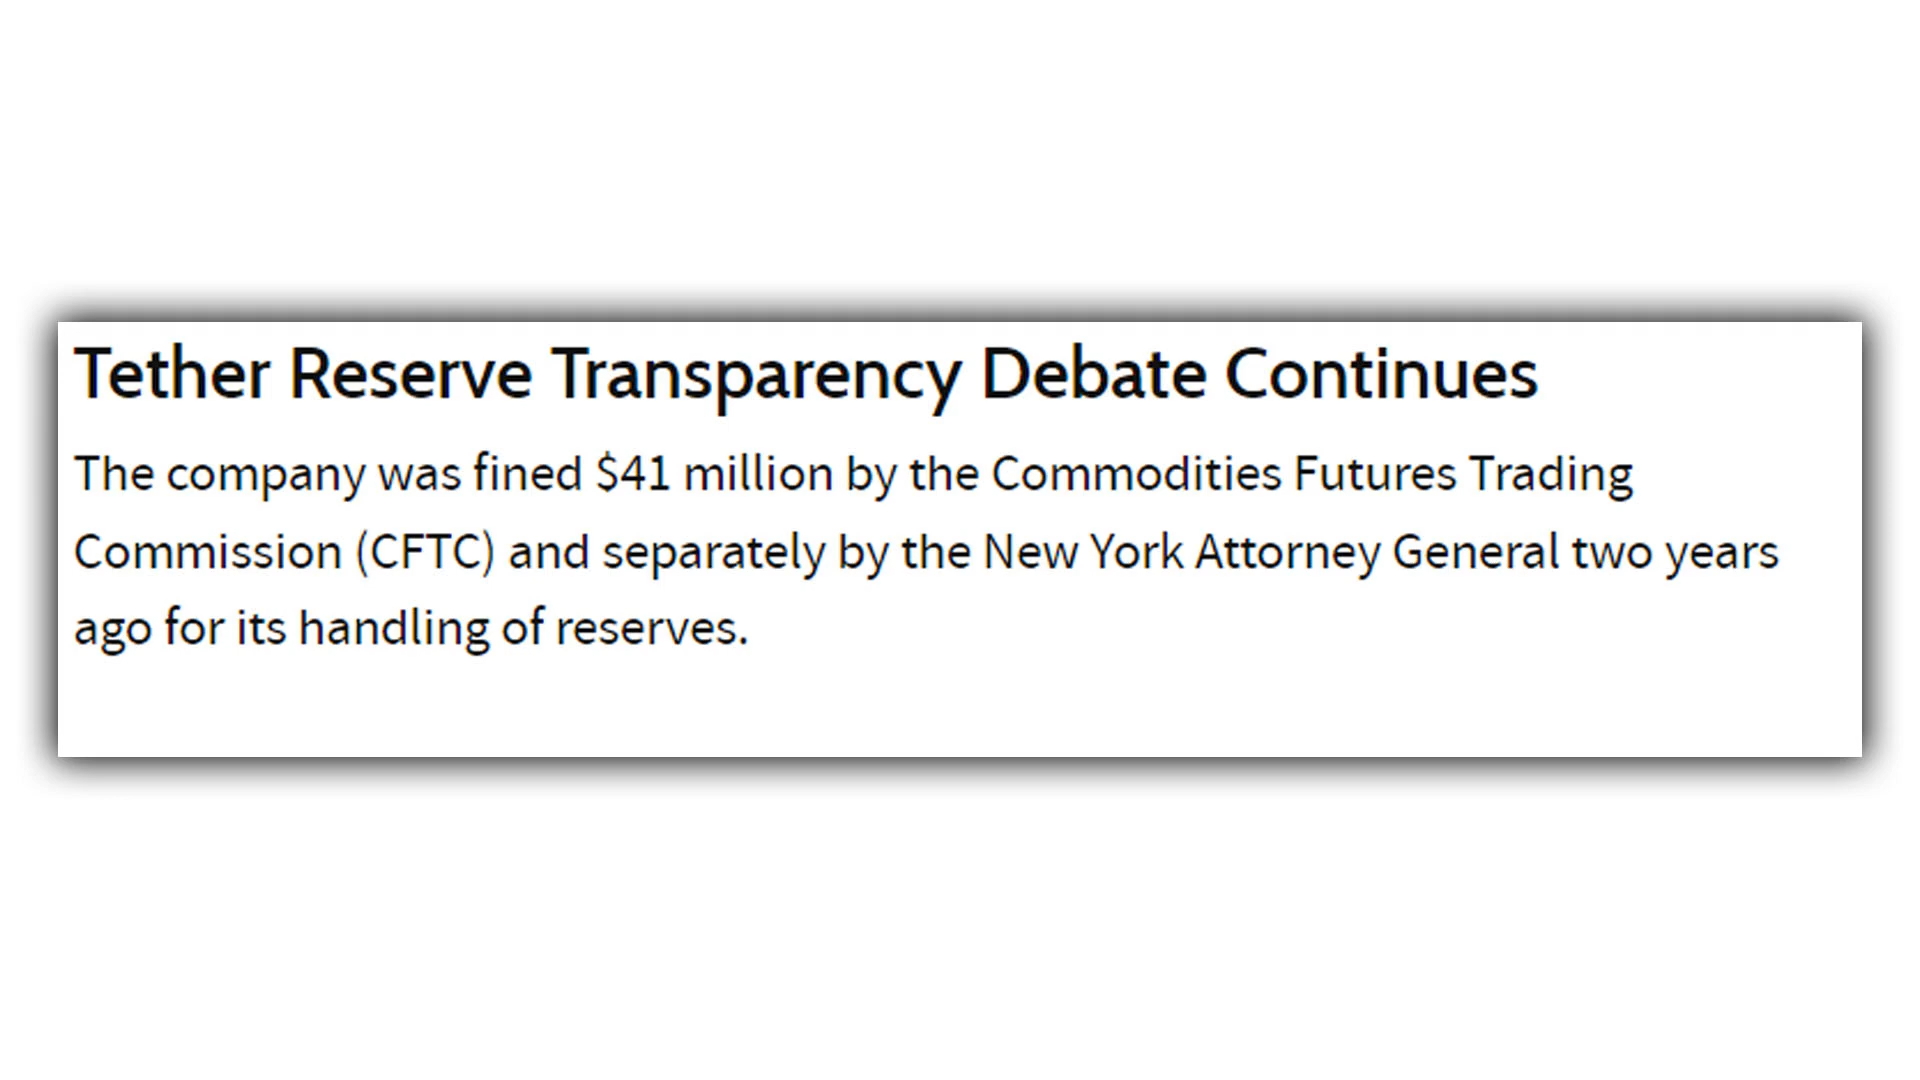 Tether Reserve Transparency Debate Continues
The company was fined $41 million by the Commodities Futures Trading
Commission (CFTC) and separately by the New York Attorney General two years
ago for its handling of reserves.